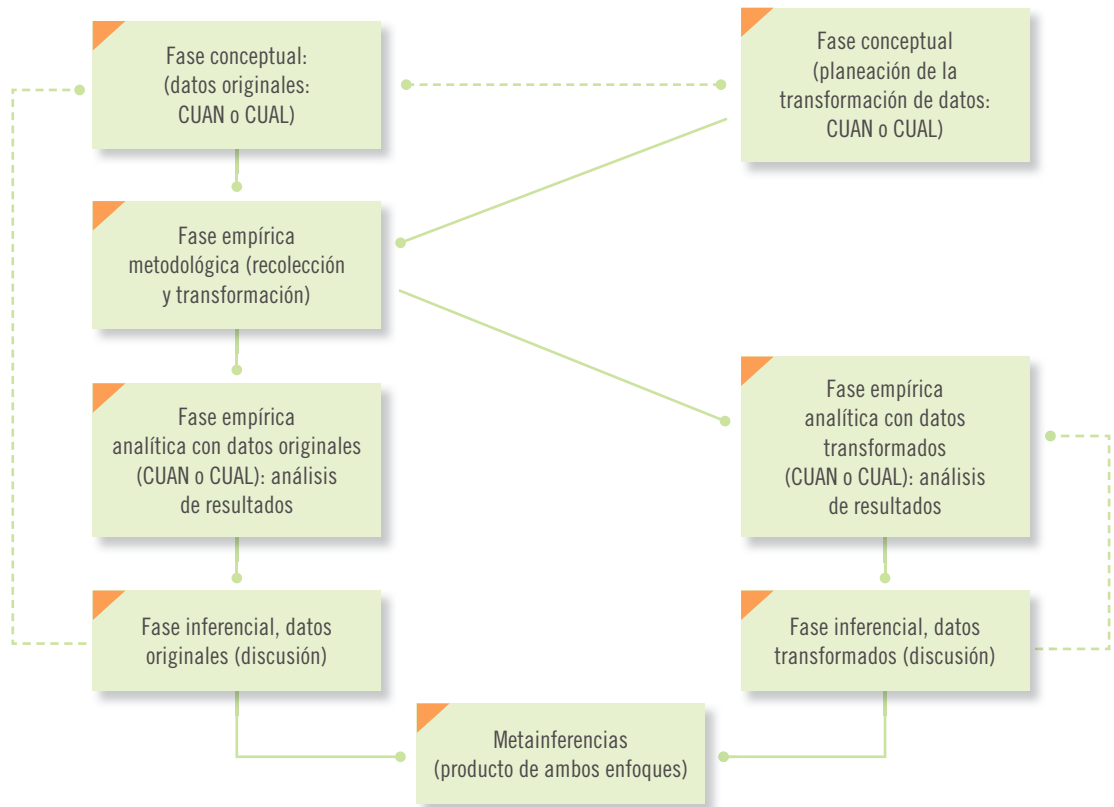 Fase conceptual:
(datos originales:
CUAN o CUAL)
Fase conceptual
(planeación de la
transformación de datos:
CUAN o CUAL)
Fase empírica
metodológica (recolección
y transformación)
Fase empírica
analítica con datos originales
(CUAN o CUAL): análisis
de resultados
Fase empírica
analítica con datos
transformados
(CUAN o CUAL): análisis
de resultados
Fase inferencial, datos
originales (discusión)
Fase inferencial, datos
transformados (discusión)
Metainferencias
(producto de ambos enfoques)